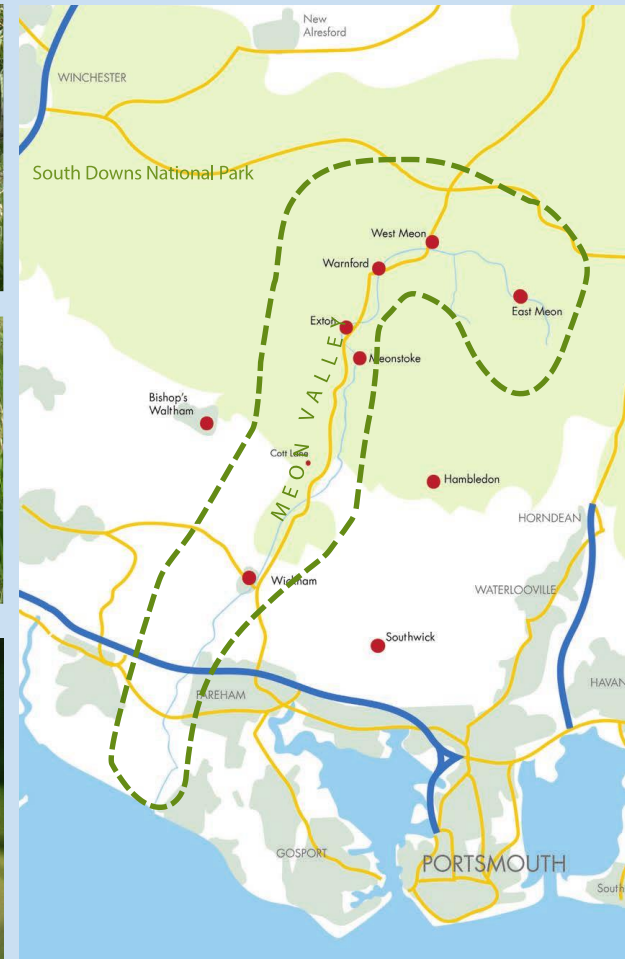 New
Alresford
WINCHESTER
South Downs National Park
West Meon
Warnford
East Meon
Exton
Meonstoke
MEON VALLEY
Bishop's
Waltham
Cott Lane
Hambledon
HORNDEAN
Wickham
WATERLOOVILLE
Southwick
FAREHAM
HAVAN
GOSPORT
PORTSMOUTH
South